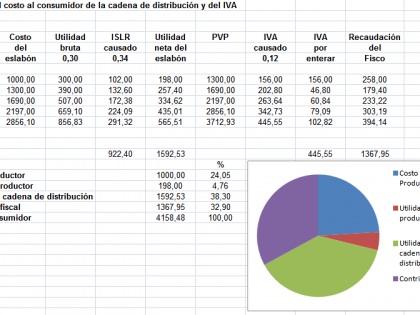 l costo al consumidor de la cadena de distribución y del IVA
Costo Utilidad ISLR Utilidad PVP IVA IVA Recaudación
del bruta causado neta del causado por del
eslabón 0,30 0,34 eslabón 0,12 enterar Fisco
1000,00 300,00 102,00 198,00 1300,00 156,00 156,00 258,00
1300,00 390,00 132,60 257,40 1690,00 202,80 46,80 179,40
1690,00 507,00 172,38 334,62 2197,00 263,64 60,84 233,22
2197,00 659,10 224,09 435,01 2856,10 342,73 79,09 303,19
2856,10 856,83 291,32 565,51 3712,93 445,55 102,82 394,14
922,40 1592,53 445,55 1367,95
%
ductor 1000,00 24,05
roductor 198,00 4,76
cadena de distribución 1592,53 38,30
fiscal 1367,95 32,90
sumidor 4158,48 100,00
Costo
Produc
Utilida
produc
Utilida
cadena
distrib
Contri